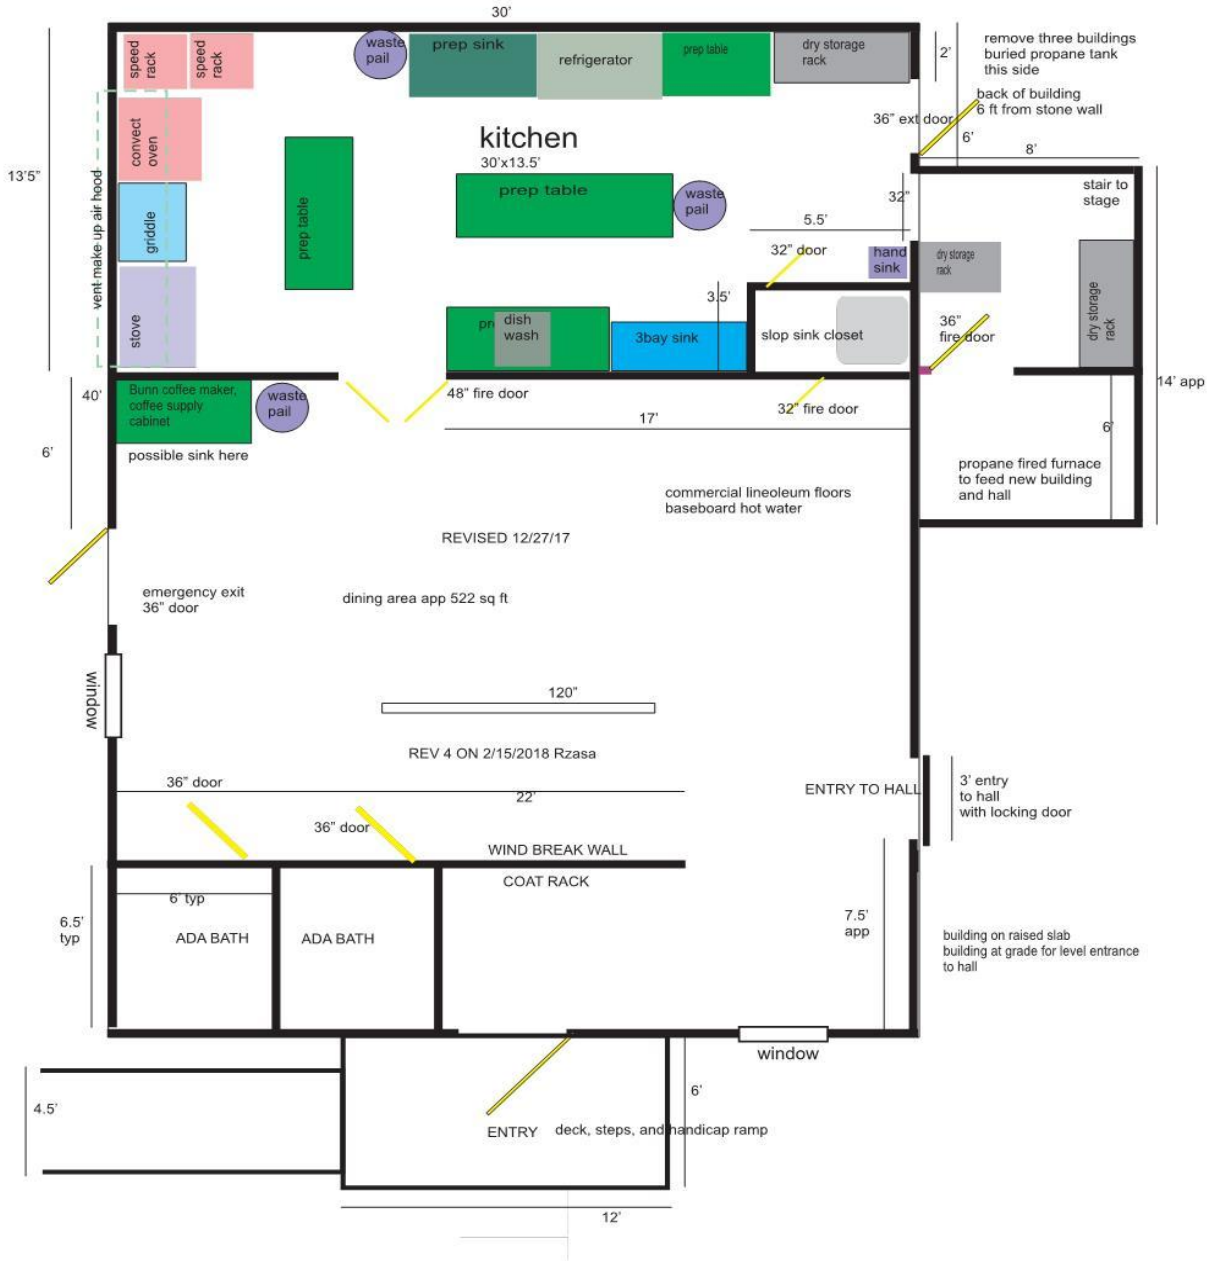 30'
speed
rack
speed
rack
waste
pail
prep sink
refrigerator
prep table
dry storage
rack
2'
remove three buildings
buried propane tank
this side
back of building
6 ft from stone wall
36" ext door
6'
8'
13'5"
vent make up air hood
convect
oven
griddle
stove
kitchen
30'x13.5'
prep table
prep table
waste
pail
32"
stair to
stage
5.5'
32" door
hand
sink
dry storage
rack
dry storage
rack
3.5'
slop sink closet
36"
fire door
pr
dish
wash
3bay sink
14' app
40'
Bunn coffee maker,
coffee supply
cabinet
waste
pail
48" fire door
32" fire door
17'
6'
possible sink here
6'
propane fired furnace
to feed new building
and hall
commercial lineoleum floors
baseboard hot water
REVISED 12/27/17
emergency exit
36" door
dining area app 522 sq ft
window
120"
REV 4 ON 2/15/2018 Rzasa
36" door
22'
ENTRY TO HALL
3' entry
to hall
with locking door
36" door
WIND BREAK WALL
COAT RACK
6' typ
6.5'
typ
ADA BATH
ADA BATH
7.5'
app
building on raised slab
building at grade for level entrance
to hall
window
4.5'
6'
ENTRY
deck, steps, and handicap ramp
12'